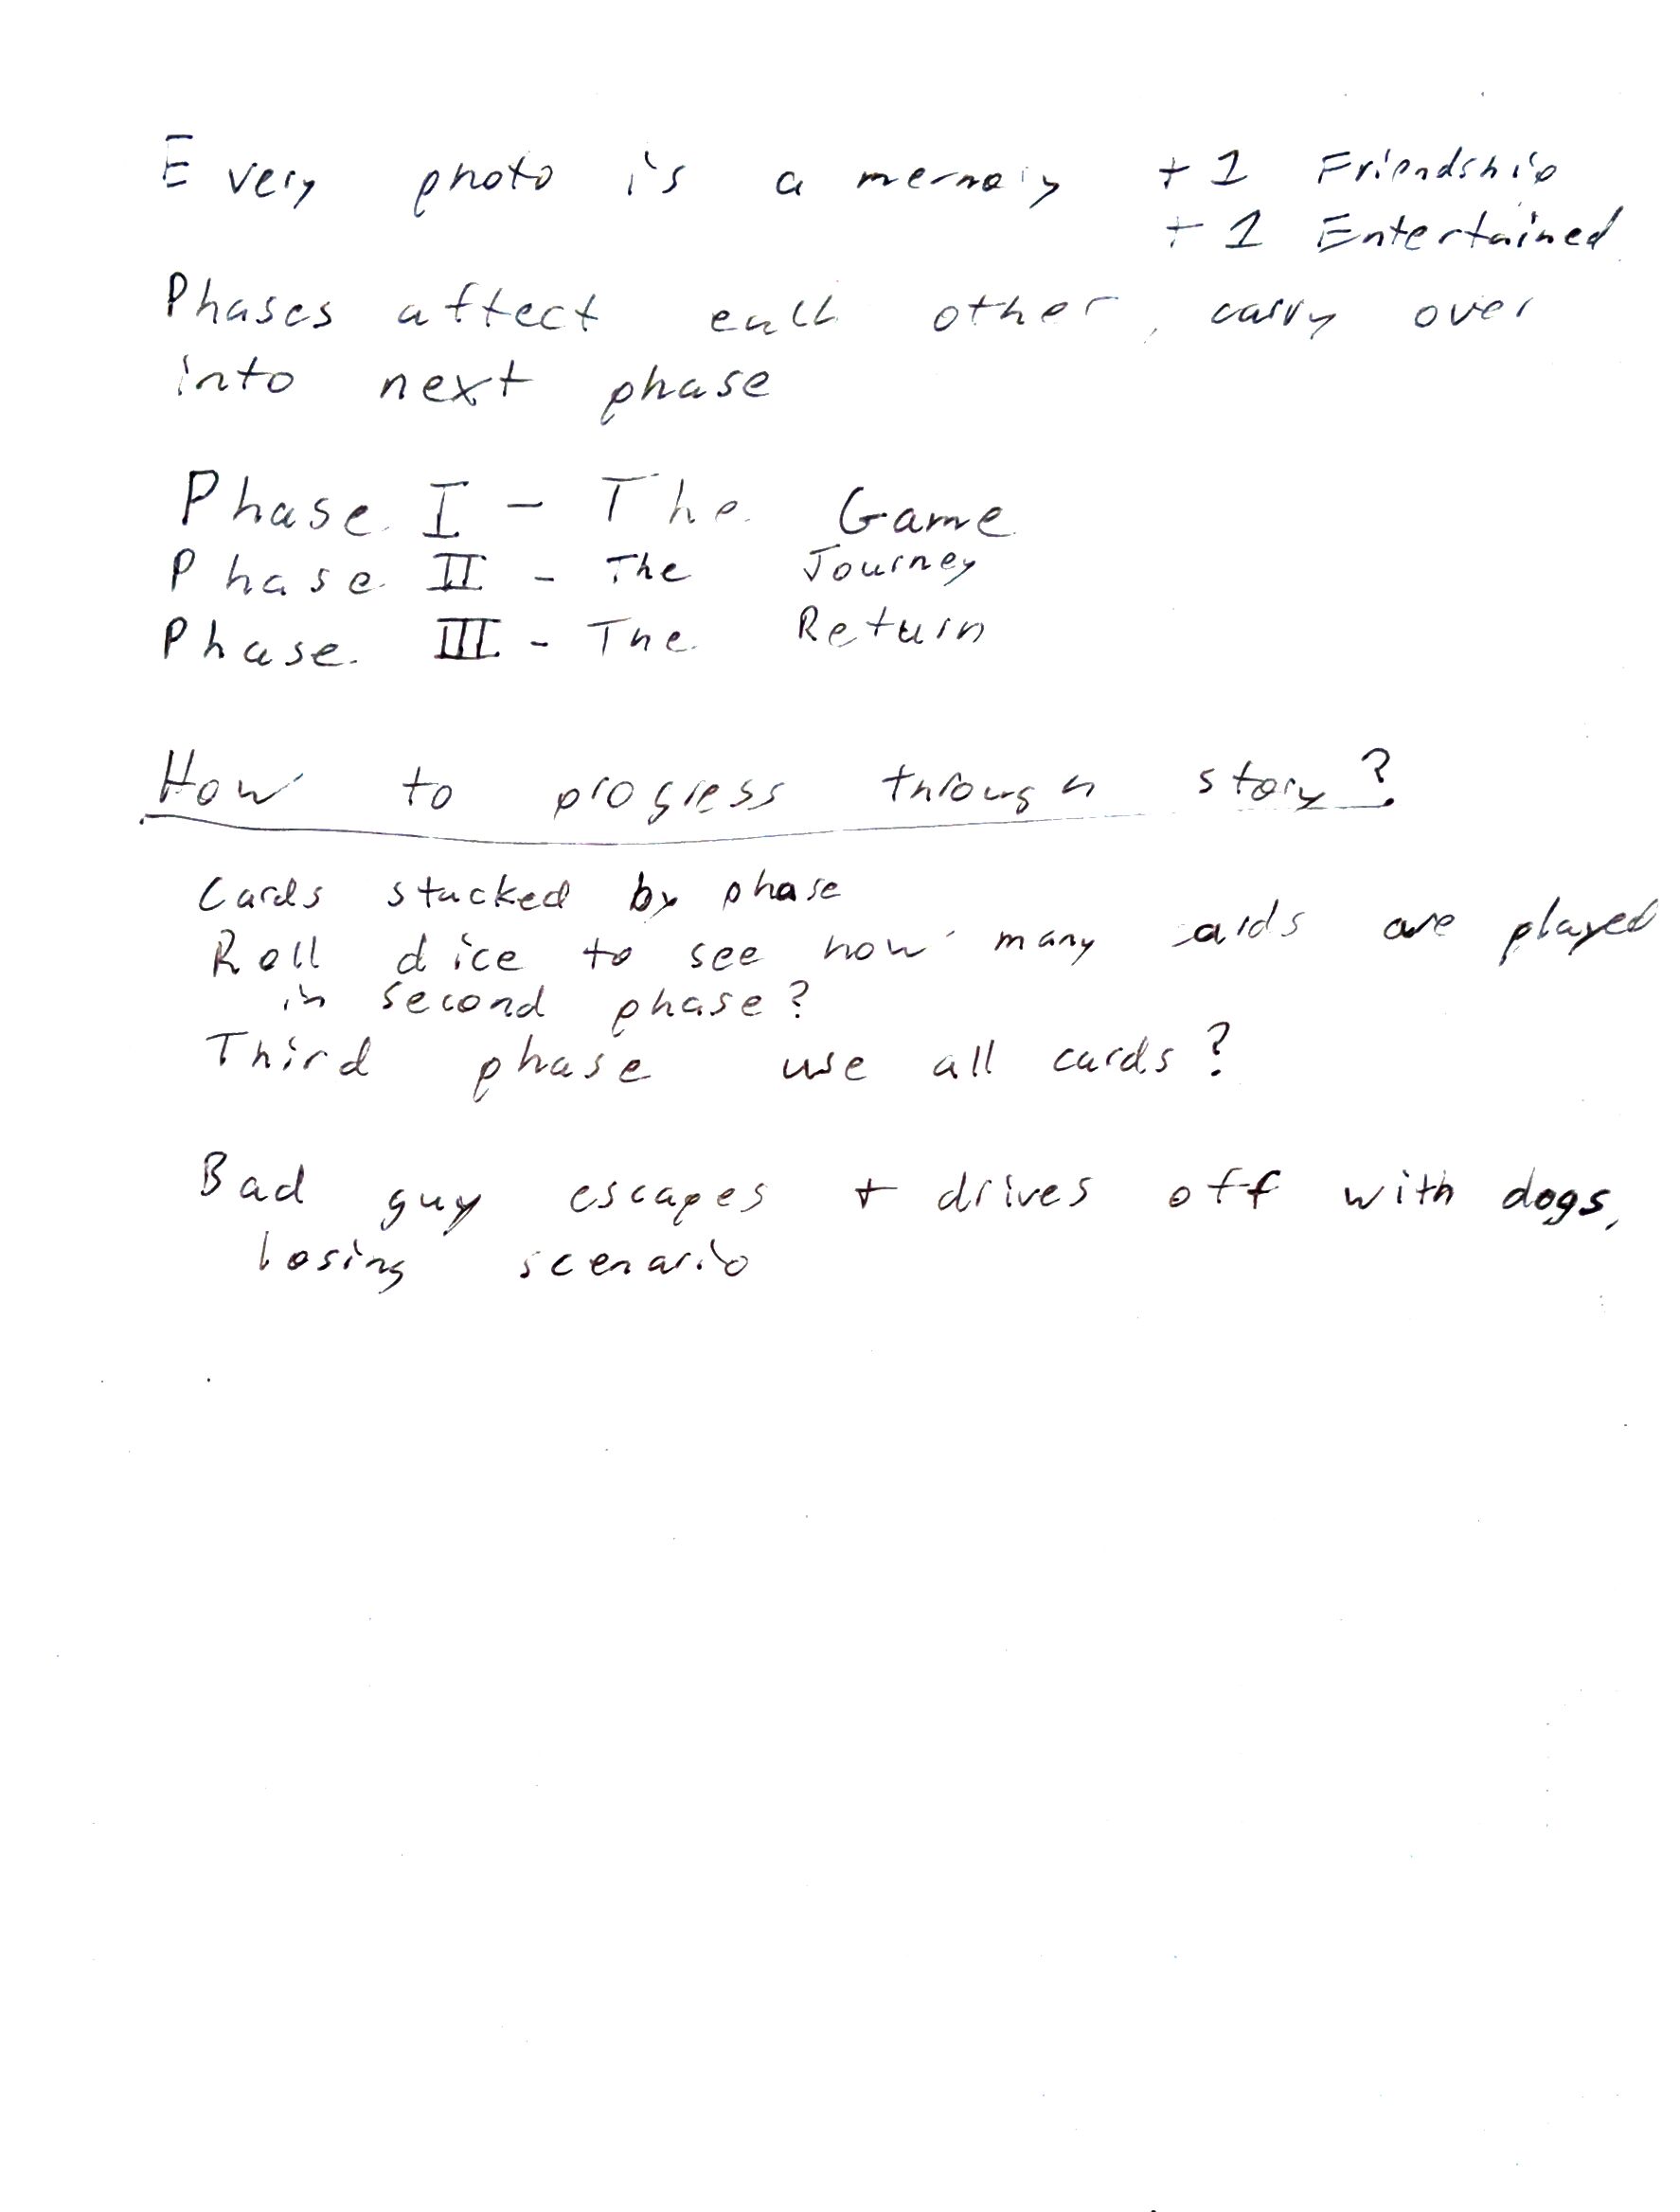 Every photo is a memory +1 Friendship
+1 Entertained
Phases affect each other, carry over
into next phase
Phase I - The Game
Phase II - The Journey
Phase III - The Return
How to progress through story?
Cards stacked by phase
Roll dice to see how many cards are played
in second phase?
Third phase use all cards?
Bad guy escapes + drives off with dogs,
losing scenario